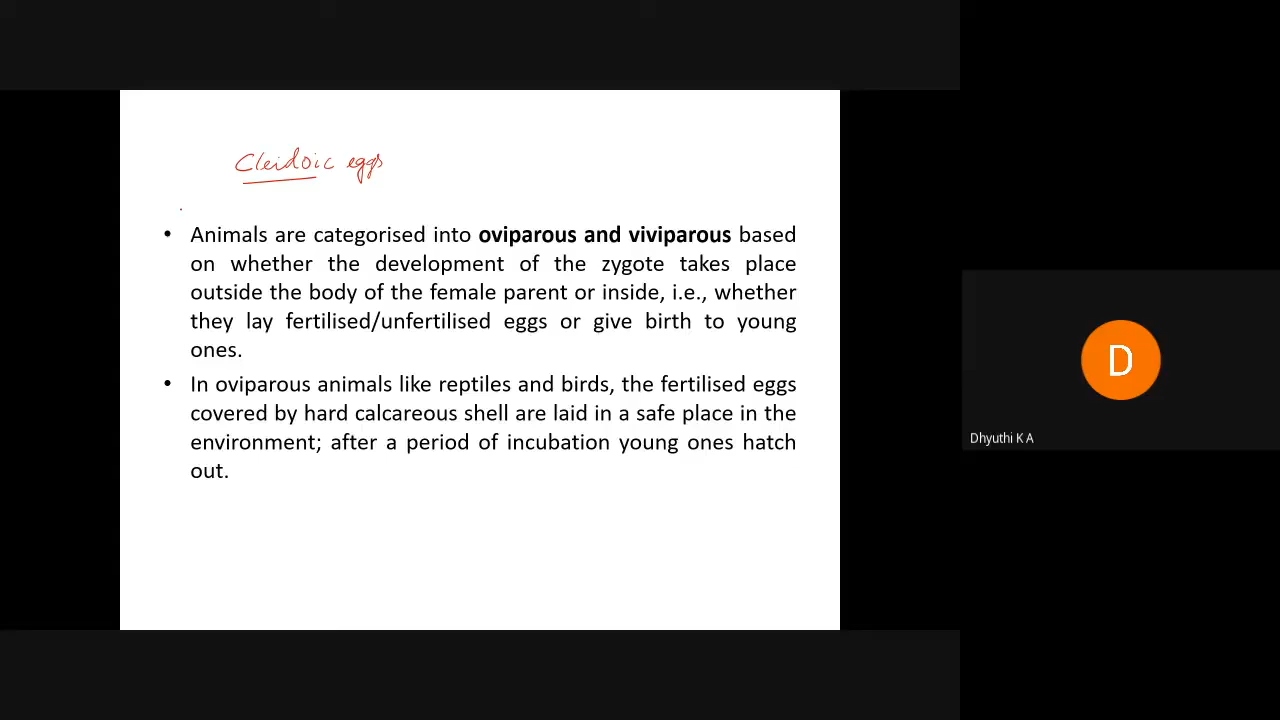 Cleidoic eggs
• Animals are categorised into oviparous and viviparous based
on whether the development of the zygote takes place
outside the body of the female parent or inside, i.e., whether
they lay fertilised/unfertilised eggs or give birth to young
ones.
• In oviparous animals like reptiles and birds, the fertilised eggs
covered by hard calcareous shell are laid in a safe place in the
environment; after a period of incubation young ones hatch
out.
D
Dhyuthi K A